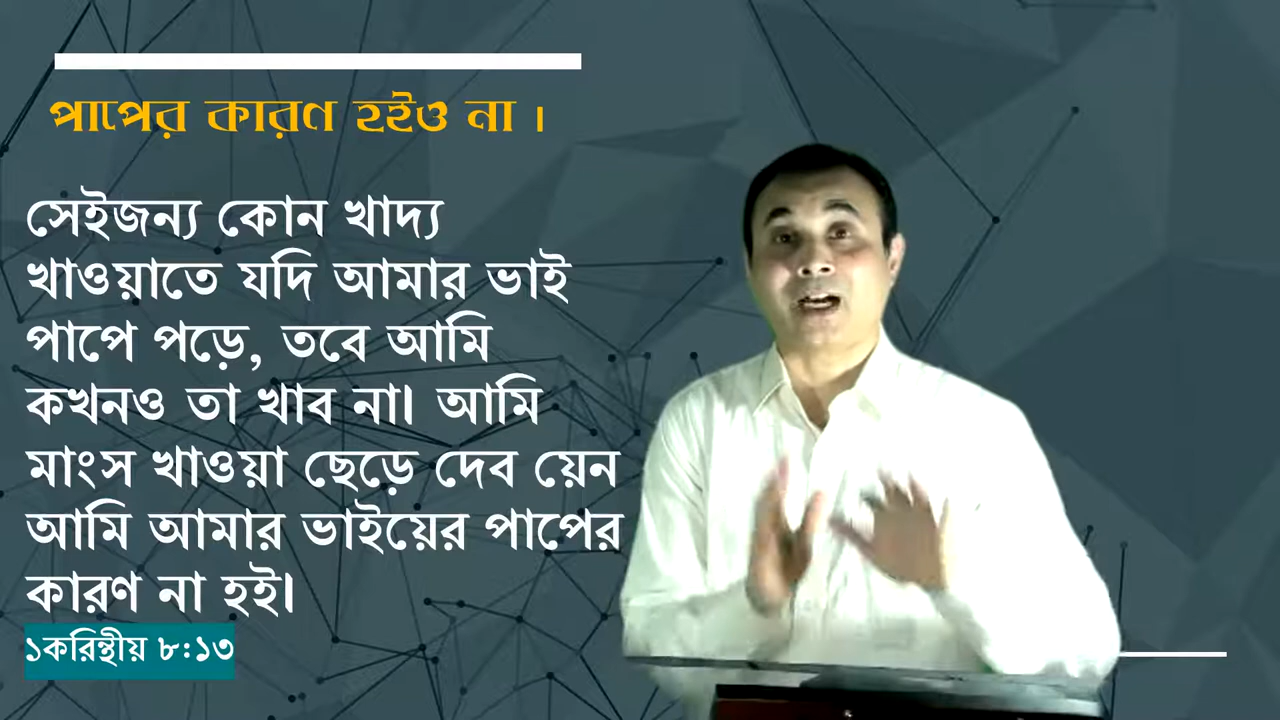 পাপের কারণ হইও না ।
সেইজন্য কোন খাদ্য
খাওয়াতে যদি আমার ভাই
পাপে পড়ে, তবে আমি
কখনও তা খাব না। আমি
মাংস খাওয়া ছেড়ে দেব য়েন
আমি আমার ভাইয়ের পাপের
কারণ না হই।
১করিন্থীয় ৮:১৩